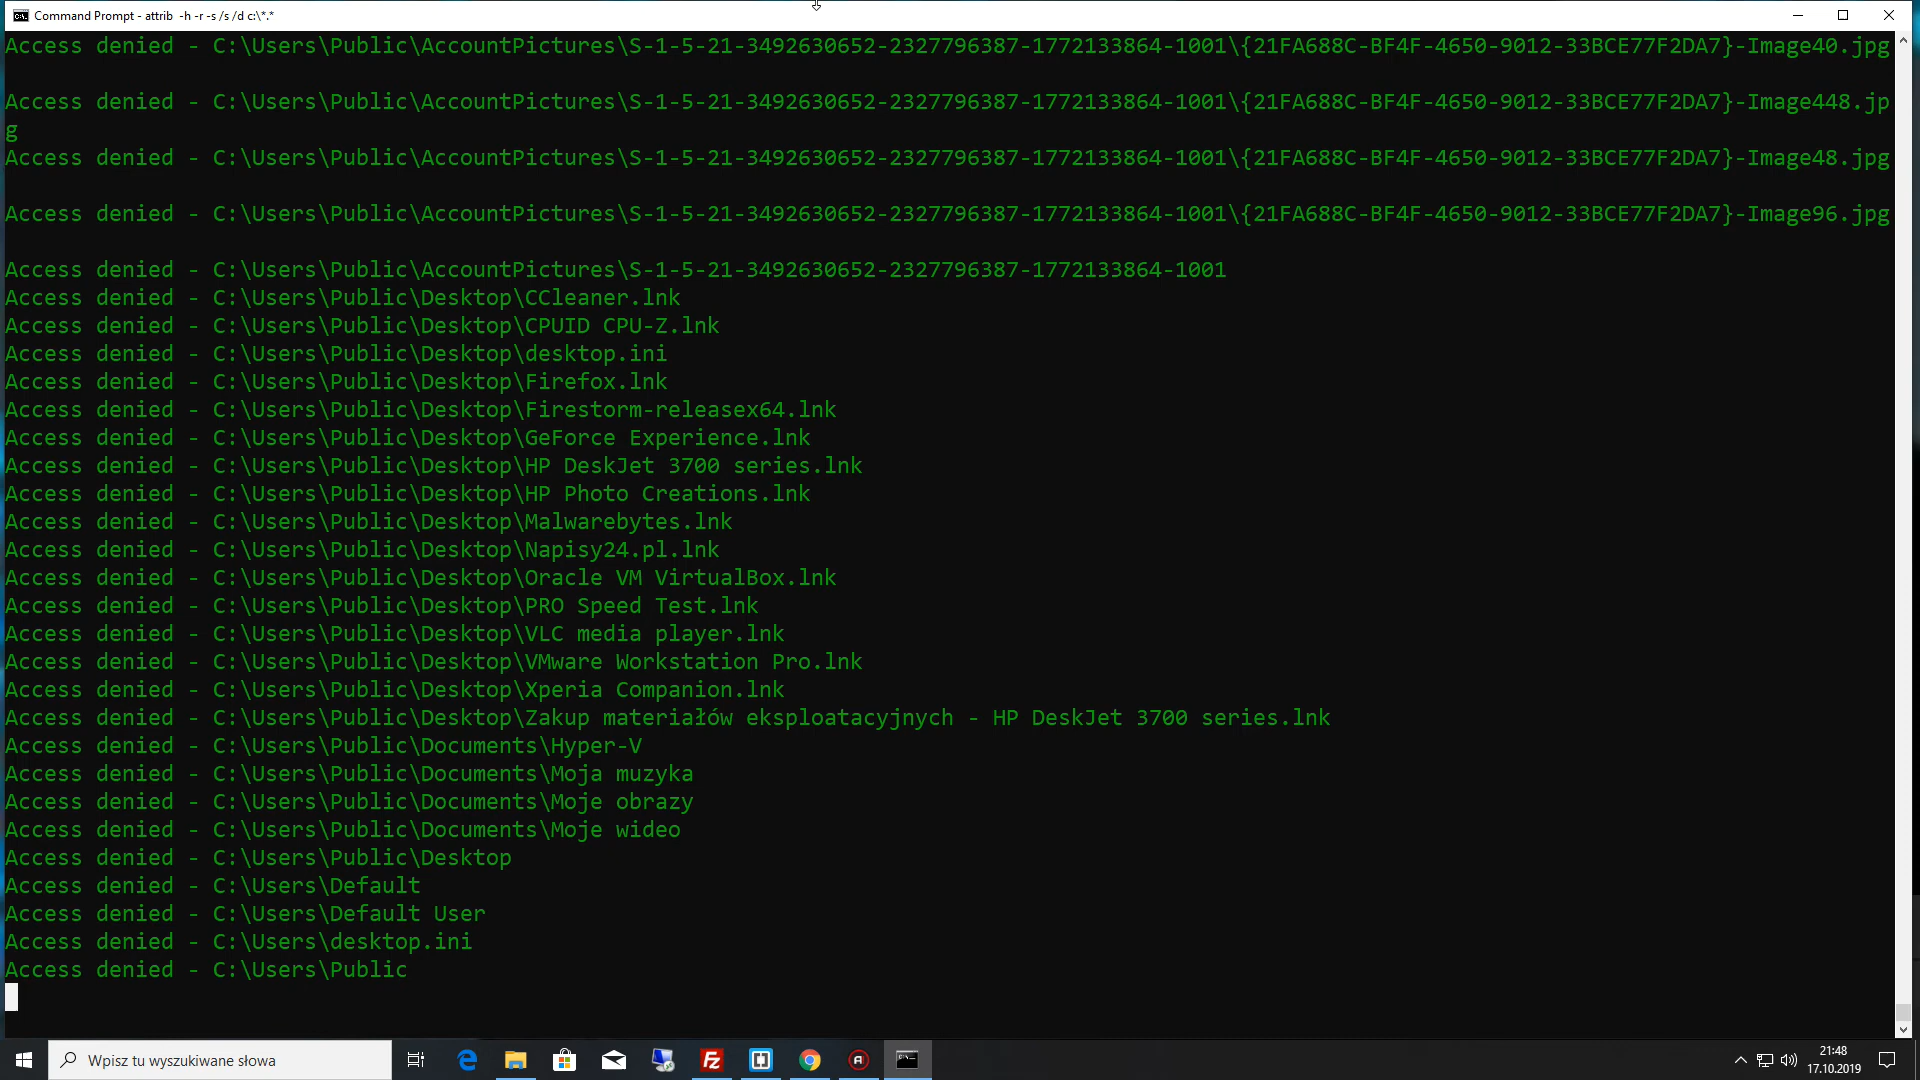 Command Prompt - attrib  -h -r -s /s /d c:\*.*
Access denied - C:\Users\Public\AccountPictures\S-1-5-21-3492630652-2327796387-1772133864-1001\{21FA688C-BF4F-4650-9012-33BCE77F2DA7}-Image40.jpg
Access denied - C:\Users\Public\AccountPictures\S-1-5-21-3492630652-2327796387-1772133864-1001\{21FA688C-BF4F-4650-9012-33BCE77F2DA7}-Image448.jp
g
Access denied - C:\Users\Public\AccountPictures\S-1-5-21-3492630652-2327796387-1772133864-1001\{21FA688C-BF4F-4650-9012-33BCE77F2DA7}-Image48.jpg
Access denied - C:\Users\Public\AccountPictures\S-1-5-21-3492630652-2327796387-1772133864-1001\{21FA688C-BF4F-4650-9012-33BCE77F2DA7}-Image96.jpg
Access denied - C:\Users\Public\AccountPictures\S-1-5-21-3492630652-2327796387-1772133864-1001
Access denied - C:\Users\Public\Desktop\CCleaner.lnk
Access denied - C:\Users\Public\Desktop\CPUID CPU-Z.lnk
Access denied - C:\Users\Public\Desktop\desktop.ini
Access denied - C:\Users\Public\Desktop\Firefox.lnk
Access denied - C:\Users\Public\Desktop\Firestorm-releasex64.lnk
Access denied - C:\Users\Public\Desktop\GeForce Experience.lnk
Access denied - C:\Users\Public\Desktop\HP DeskJet 3700 series.lnk
Access denied - C:\Users\Public\Desktop\HP Photo Creations.lnk
Access denied - C:\Users\Public\Desktop\Malwarebytes.lnk
Access denied - C:\Users\Public\Desktop\Napisy24.pl.lnk
Access denied - C:\Users\Public\Desktop\Oracle VM VirtualBox.lnk
Access denied - C:\Users\Public\Desktop\PRO Speed Test.lnk
Access denied - C:\Users\Public\Desktop\VLC media player.lnk
Access denied - C:\Users\Public\Desktop\VMware Workstation Pro.lnk
Access denied - C:\Users\Public\Desktop\Xperia Companion.lnk
Access denied - C:\Users\Public\Desktop\Zakup materiałów eksploatacyjnych - HP DeskJet 3700 series.lnk
Access denied - C:\Users\Public\Documents\Hyper-V
Access denied - C:\Users\Public\Documents\Moja muzyka
Access denied - C:\Users\Public\Documents\Moje obrazy
Access denied - C:\Users\Public\Documents\Moje wideo
Access denied - C:\Users\Public\Desktop
Access denied - C:\Users\Default
Access denied - C:\Users\Default User
Access denied - C:\Users\desktop.ini
Access denied - C:\Users\Public
Wpisz tu wyszukiwane słowa
21:48
17.10.2019